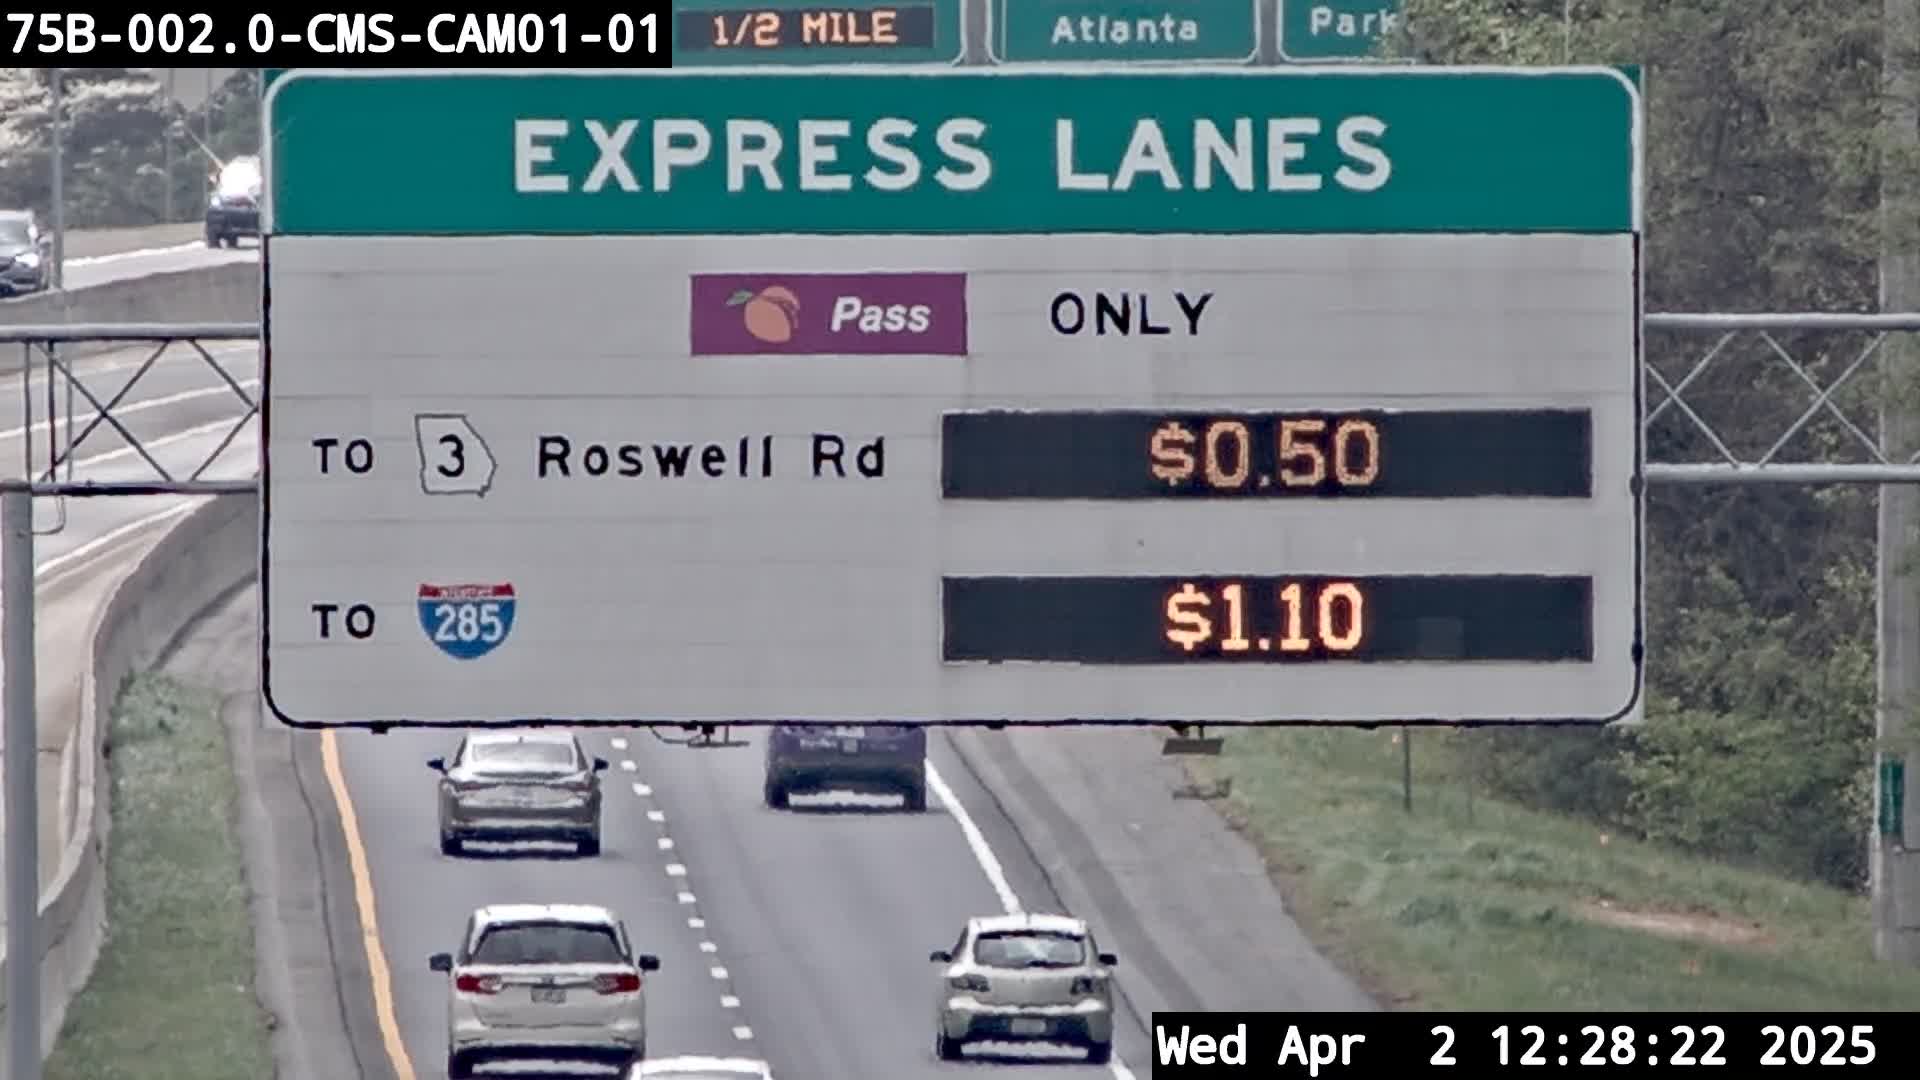 75B-002.0-CMS-CAM01-01
1/2 MILE
Atlanta
Park
EXPRESS LANES
Pass ONLY
TO 3 Roswell Rd $0.50
TO INTERSTATE 285 $1.10
Wed Apr 2 12:28:22 2025